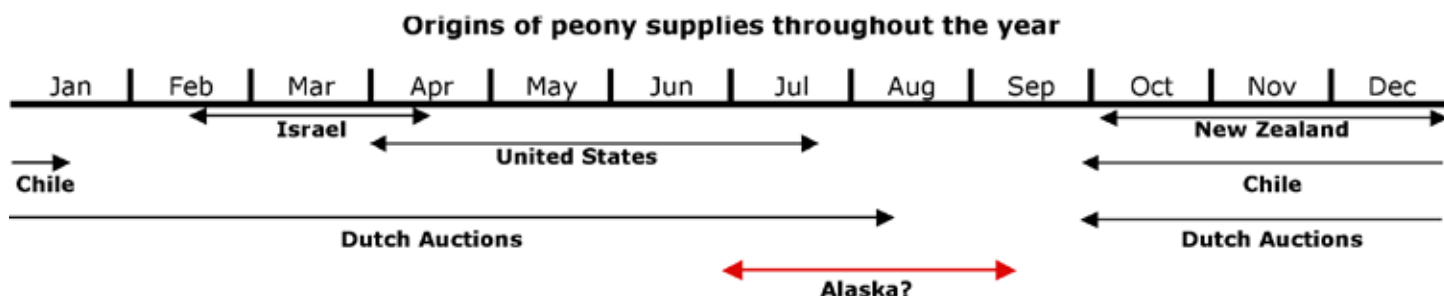 Origins of peony supplies throughout the year
Jan Feb Mar Apr May Jun Jul Aug Sep Oct Nov Dec
Israel New Zealand
United States
Chile Chile
Dutch Auctions Dutch Auctions
Alaska?